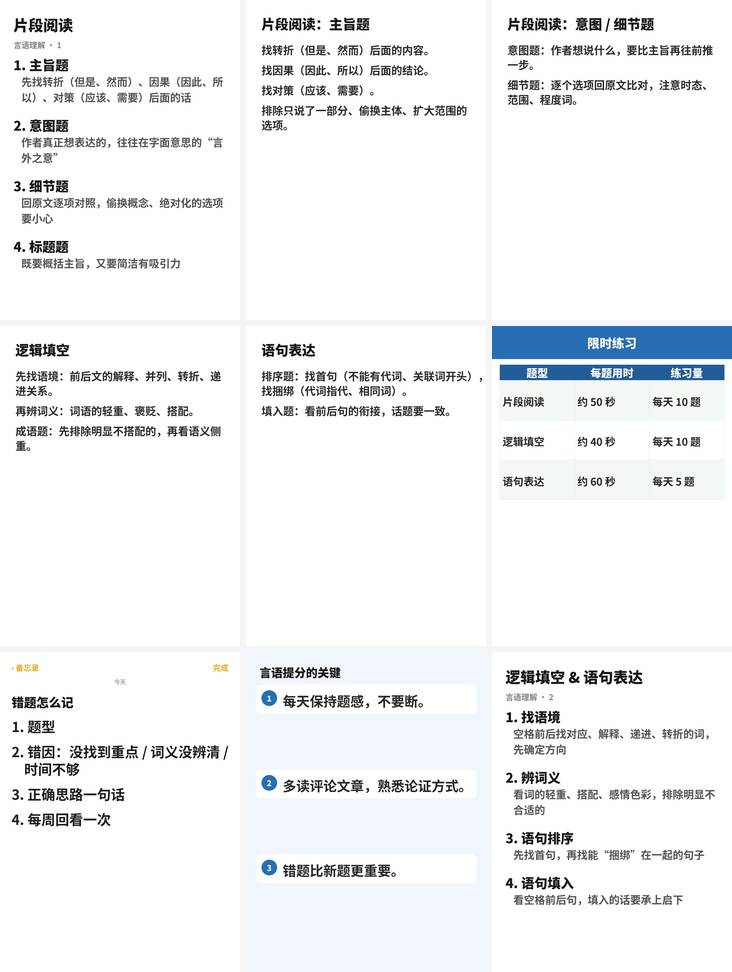 片段阅读
言语理解 · 1
1. 主旨题
先找转折（但是、然而）、因果（因此、所
以）、对策（应该、需要）后面的话
2. 意图题
作者真正想表达的，往往在字面意思的“言
外之意”
3. 细节题
回原文逐项对照，偷换概念、绝对化的选项
要小心
4. 标题题
既要概括主旨，又要简洁有吸引力
片段阅读：主旨题
找转折（但是、然而）后面的内容。
找因果（因此、所以）后面的结论。
找对策（应该、需要）。
排除只说了一部分、偷换主体、扩大范围的
选项。
片段阅读：意图 / 细节题
意图题：作者想说什么，要比主旨再往前推
一步。
细节题：逐个选项回原文比对，注意时态、
范围、程度词。
逻辑填空
先找语境：前后文的解释、并列、转折、递
进关系。
再辨词义：词语的轻重、褒贬、搭配。
成语题：先排除明显不搭配的，再看语义侧
重。
语句表达
排序题：找首句（不能有代词、关联词开头），
找捆绑（代词指代、相同词）。
填入题：看前后句的衔接，话题要一致。
限时练习
题型 每题用时 练习量
片段阅读 约 50 秒 每天 10 题
逻辑填空 约 40 秒 每天 10 题
语句表达 约 60 秒 每天 5 题
‹ 备忘录 完成
今天
错题怎么记
1. 题型
2. 错因：没找到重点 / 词义没辨清 /
时间不够
3. 正确思路一句话
4. 每周回看一次
言语提分的关键
1 每天保持题感，不要断。
2 多读评论文章，熟悉论证方式。
3 错题比新题更重要。
逻辑填空 & 语句表达
言语理解 · 2
1. 找语境
空格前后找对应、解释、递进、转折的词，
先确定方向
2. 辨词义
看词的轻重、搭配、感情色彩，排除明显不
合适的
3. 语句排序
先找首句，再找能“捆绑”在一起的句子
4. 语句填入
看空格前后句，填入的话要承上启下